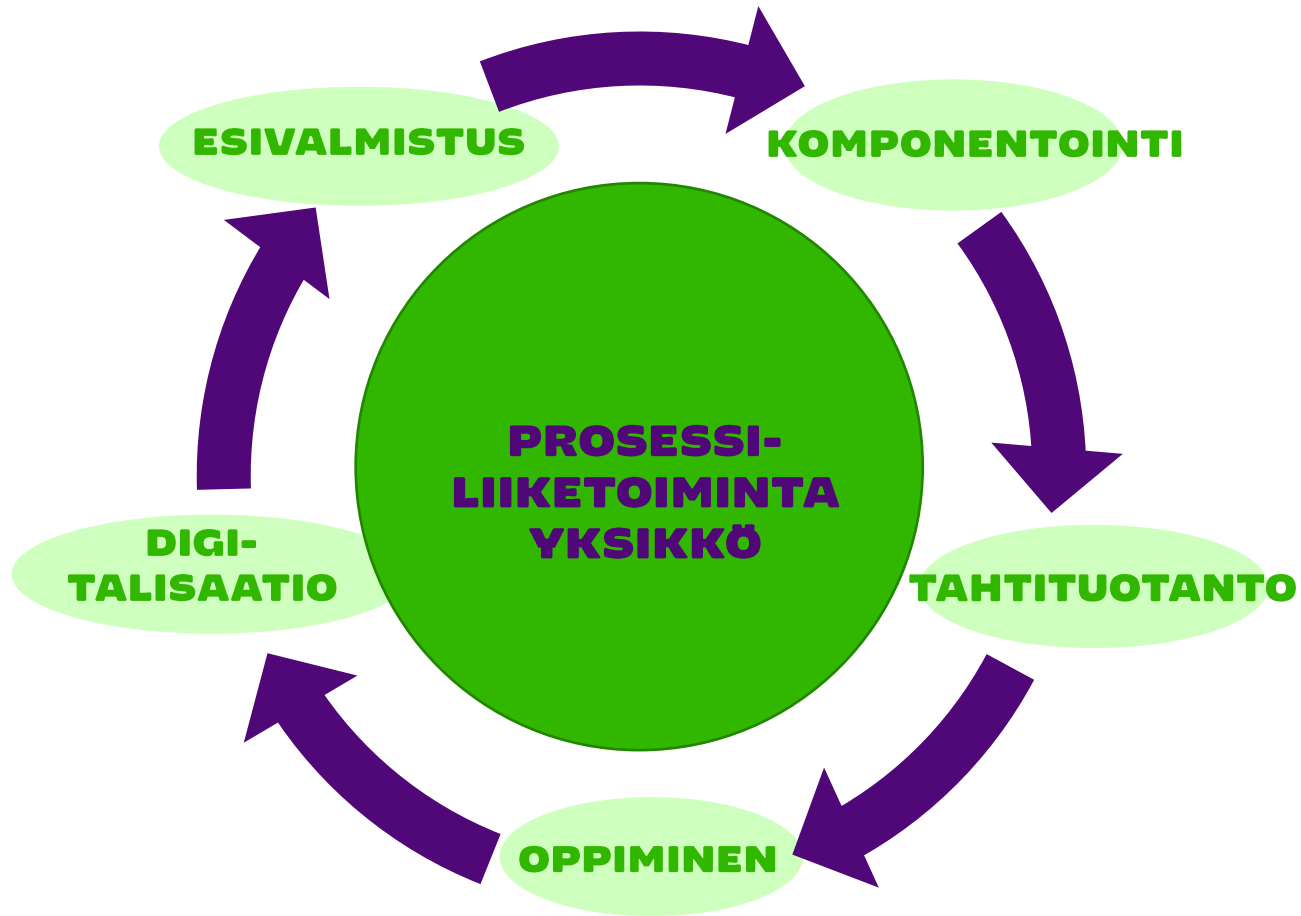 ESIVALMISTUS
KOMPONENTOINTI
PROSESSI-
LIIKETOIMINTA
YKSIKKÖ
DIGI-
TALISAATIO
TAHTITUOTANTO
OPPIMINEN